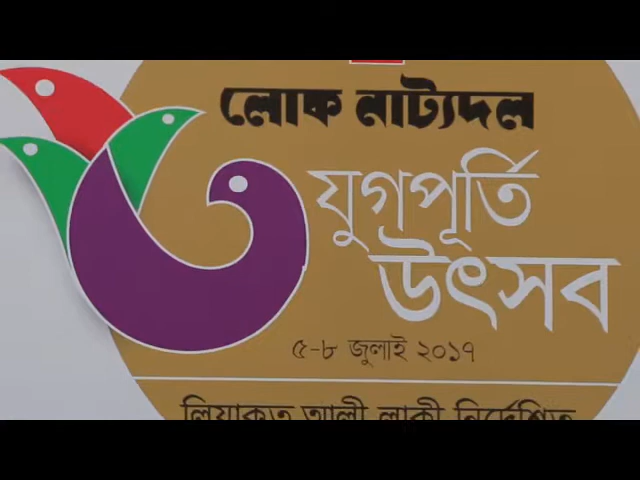 লোক নাট্যদল
যুগপূর্তি
উৎসব
৫-৮ জুলাই ২০১৭
লিয়াকত আলী লাকী নির্দেশিত